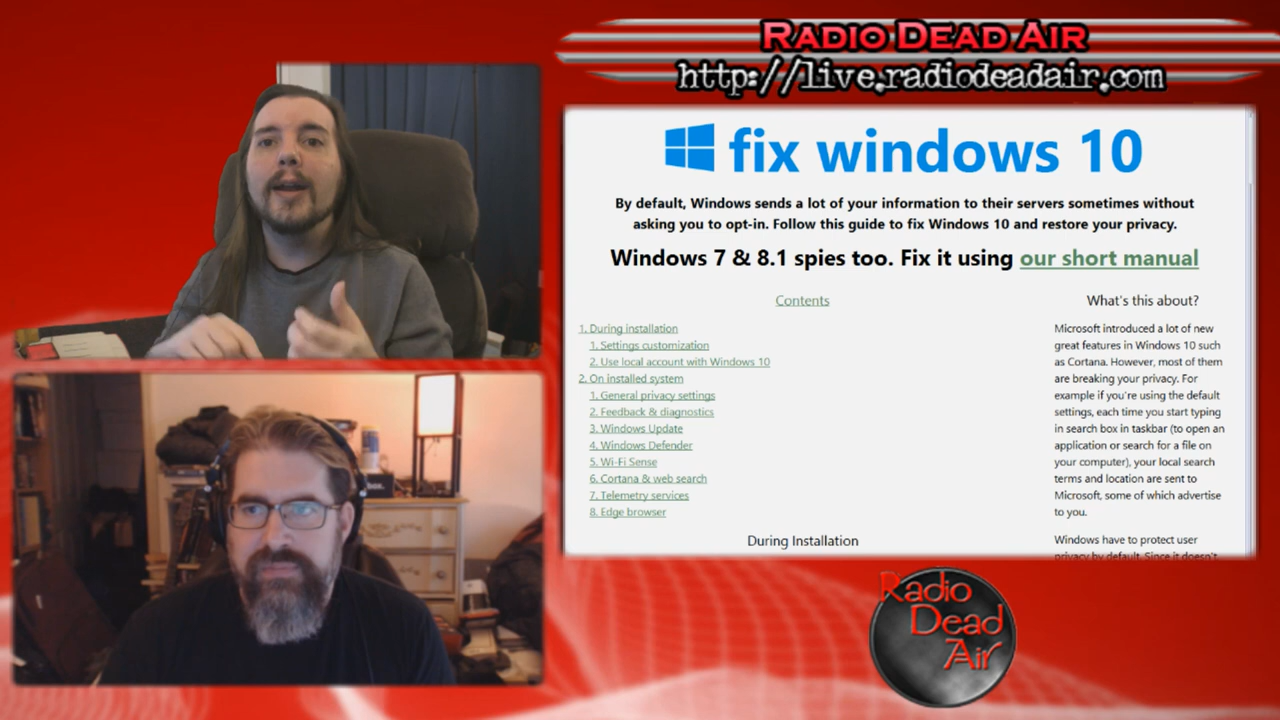 Radio Dead Air
http://live.radiodeadair.com
fix windows 10
By default, Windows sends a lot of your information to their servers sometimes without
asking you to opt-in. Follow this guide to fix Windows 10 and restore your privacy.
Windows 7 & 8.1 spies too. Fix it using our short manual
Contents
1. During installation
1. Settings customization
2. Use local account with Windows 10
2. On installed system
1. General privacy settings
2. Feedback & diagnostics
3. Windows Update
4. Windows Defender
5. Wi-Fi Sense
6. Cortana & web search
7. Telemetry services
8. Edge browser
During Installation
What's this about?
Microsoft introduced a lot of new
great features in Windows 10 such
as Cortana. However, most of them
are breaking your privacy. For
example if you're using the default
settings, each time you start typing
in search box in taskbar (to open an
application or search for a file on
your computer), your local search
terms and location are sent to
Microsoft, some of which advertise
to you.
Windows have to protect user
privacy by default. Since it doesn't
Radio
Dead
Air